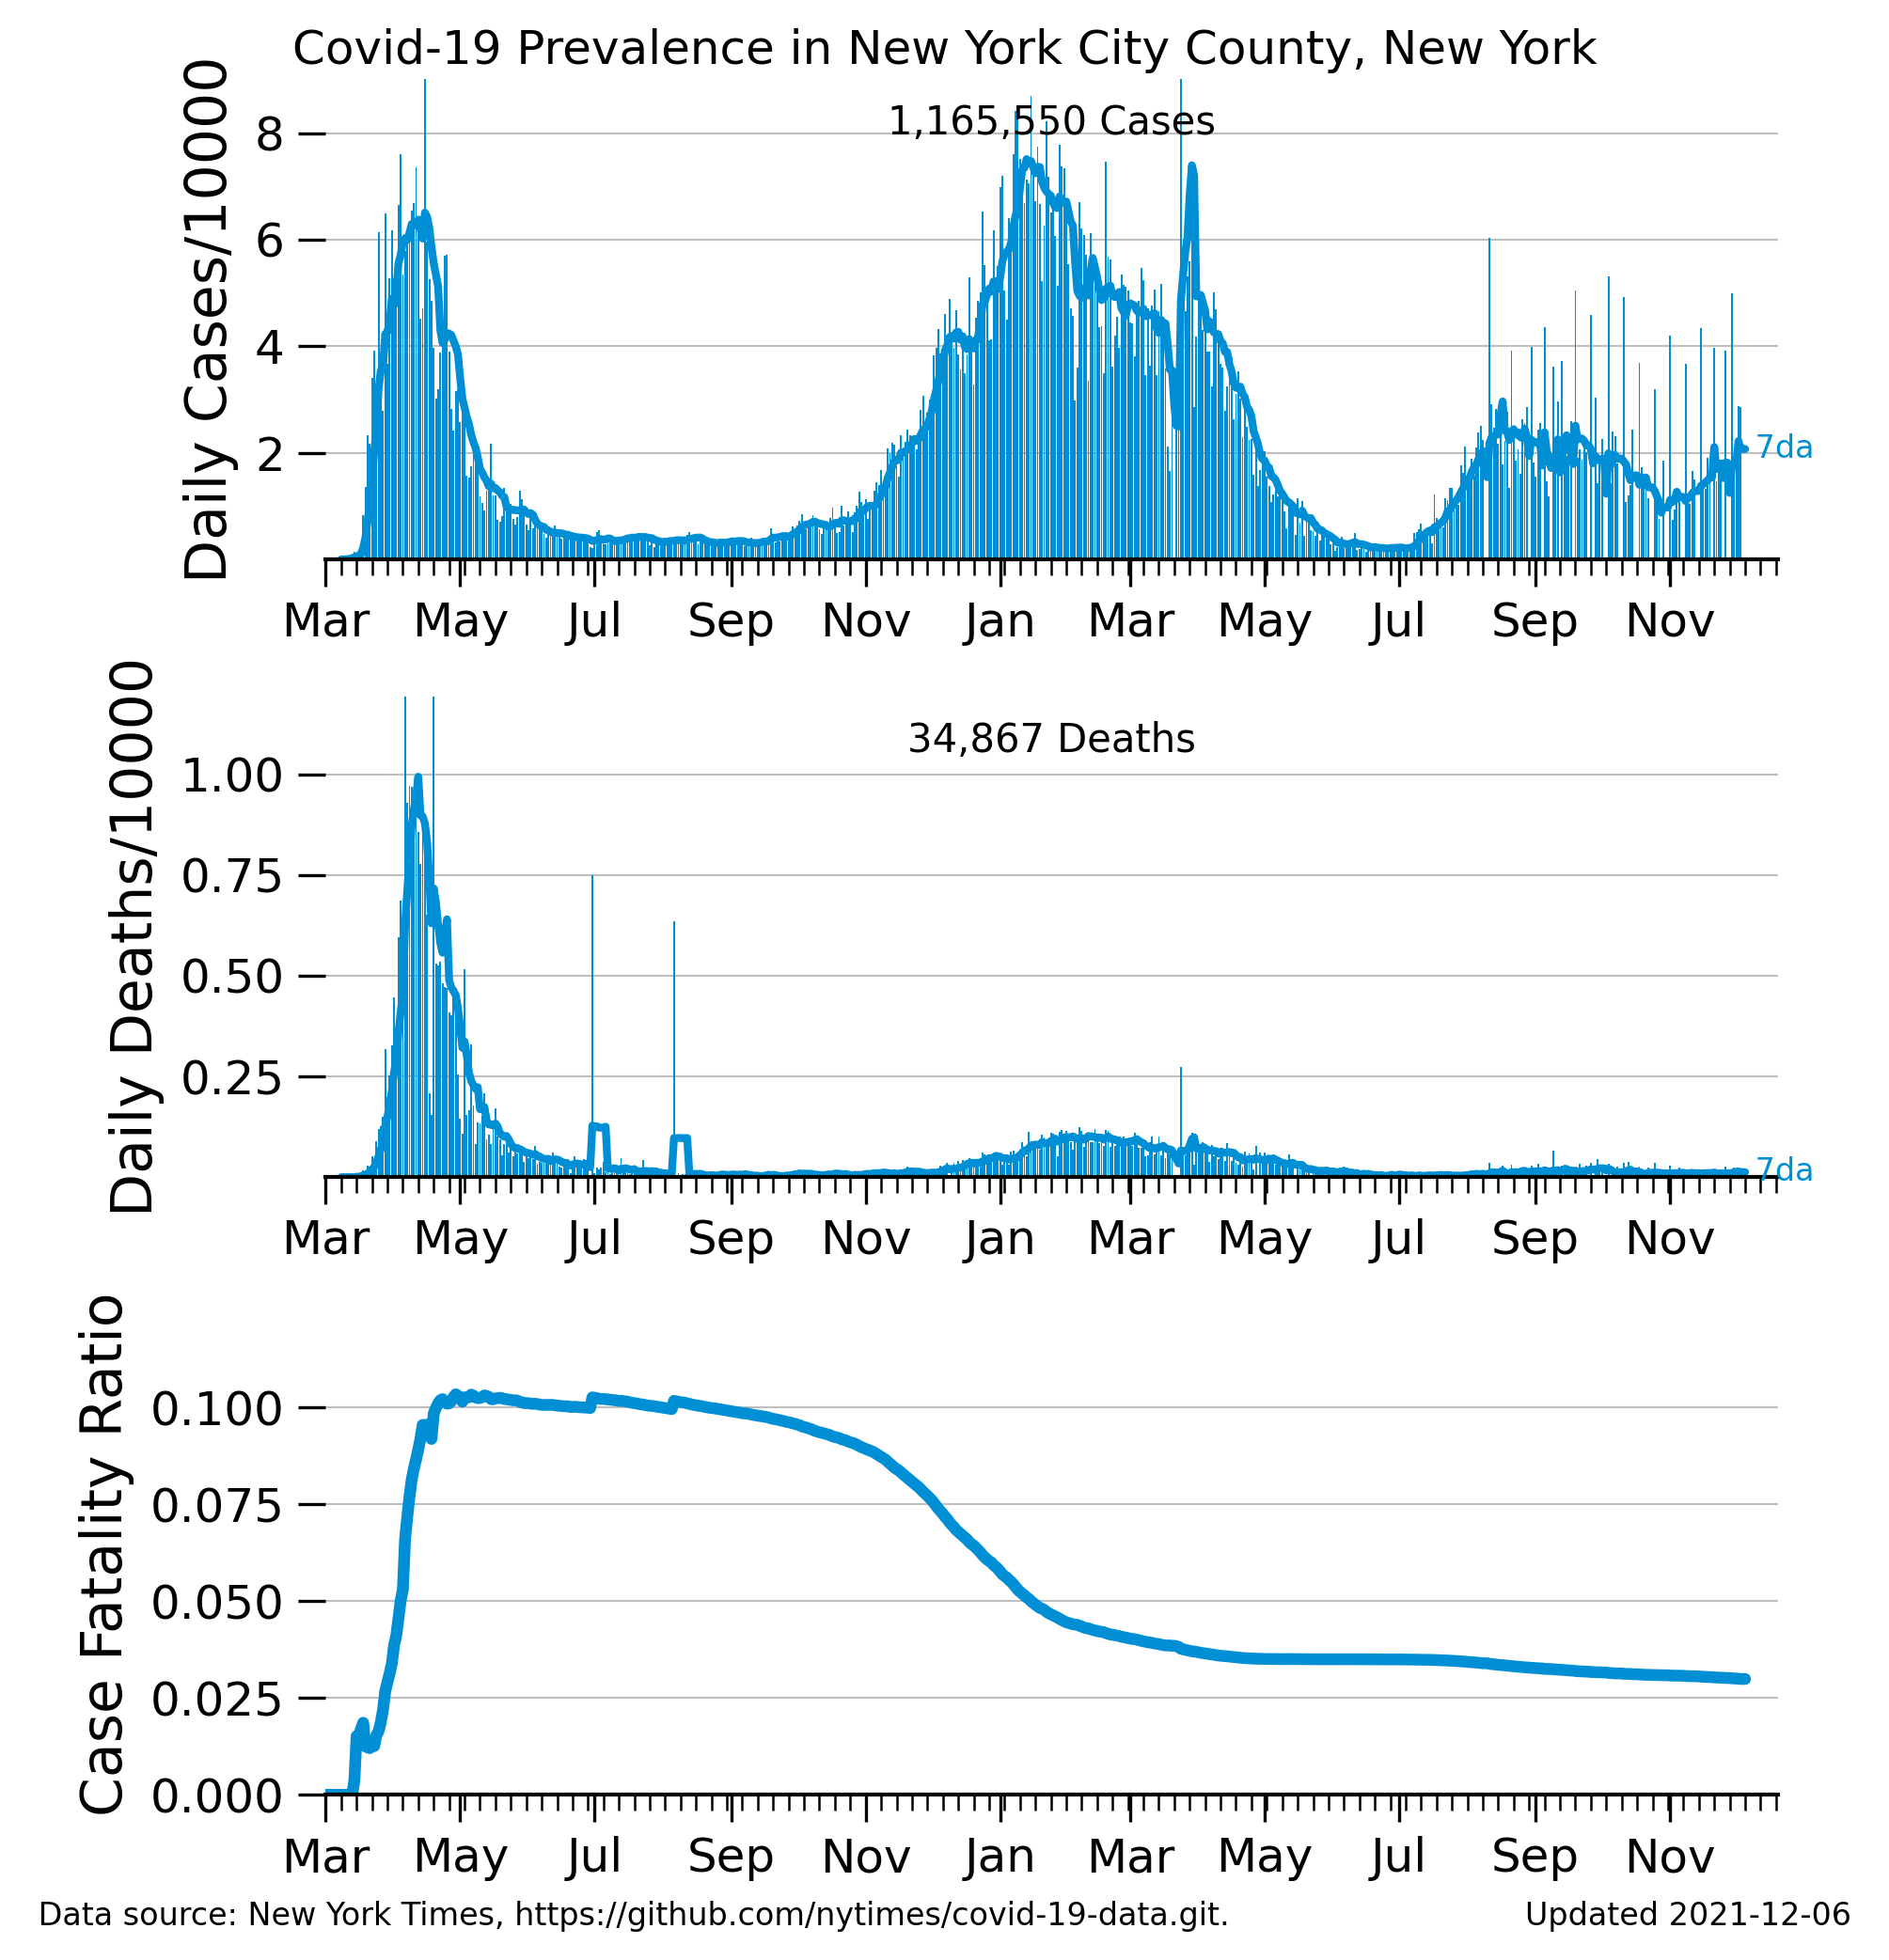 Covid-19 Prevalence in New York City County, New York
Daily Cases/10000
1,165,550 Cases
8
6
4
2
7da
Mar May Jul Sep Nov Jan Mar May Jul Sep Nov
Daily Deaths/10000
34,867 Deaths
1.00
0.75
0.50
0.25
7da
Mar May Jul Sep Nov Jan Mar May Jul Sep Nov
Case Fatality Ratio
0.100
0.075
0.050
0.025
0.000
Mar May Jul Sep Nov Jan Mar May Jul Sep Nov
Data source: New York Times, https://github.com/nytimes/covid-19-data.git.
Updated 2021-12-06